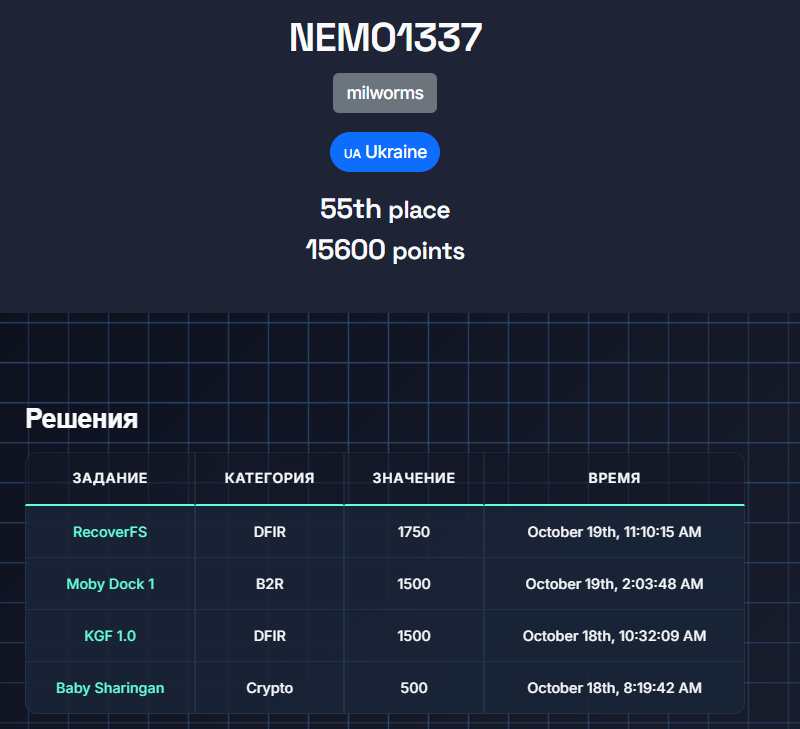 NEMO1337
milworms
UA Ukraine
55th place
15600 points
Решения
ЗАДАНИЕ КАТЕГОРИЯ ЗНАЧЕНИЕ ВРЕМЯ
RecoverFS DFIR 1750 October 19th, 11:10:15 AM
Moby Dock 1 B2R 1500 October 19th, 2:03:48 AM
KGF 1.0 DFIR 1500 October 18th, 10:32:09 AM
Baby Sharingan Crypto 500 October 18th, 8:19:42 AM